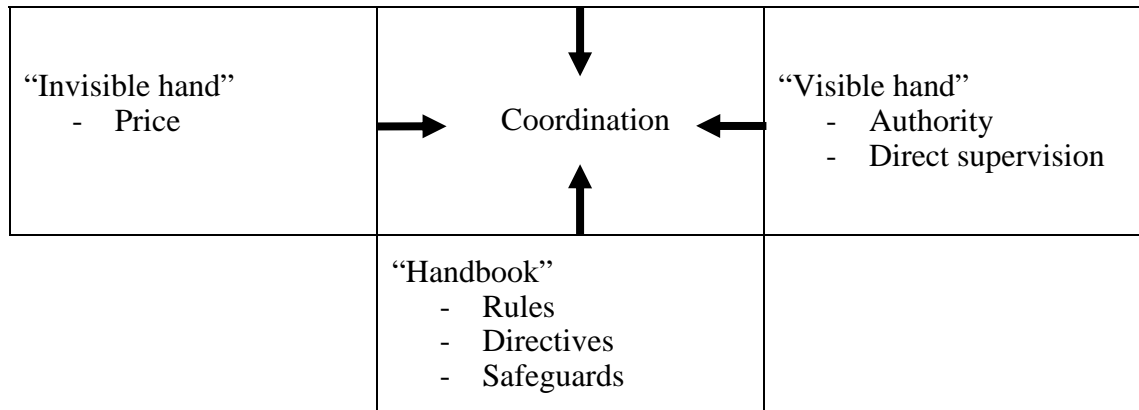 “Invisible hand”
- Price
Coordination
“Visible hand”
- Authority
- Direct supervision
“Handbook”
- Rules
- Directives
- Safeguards